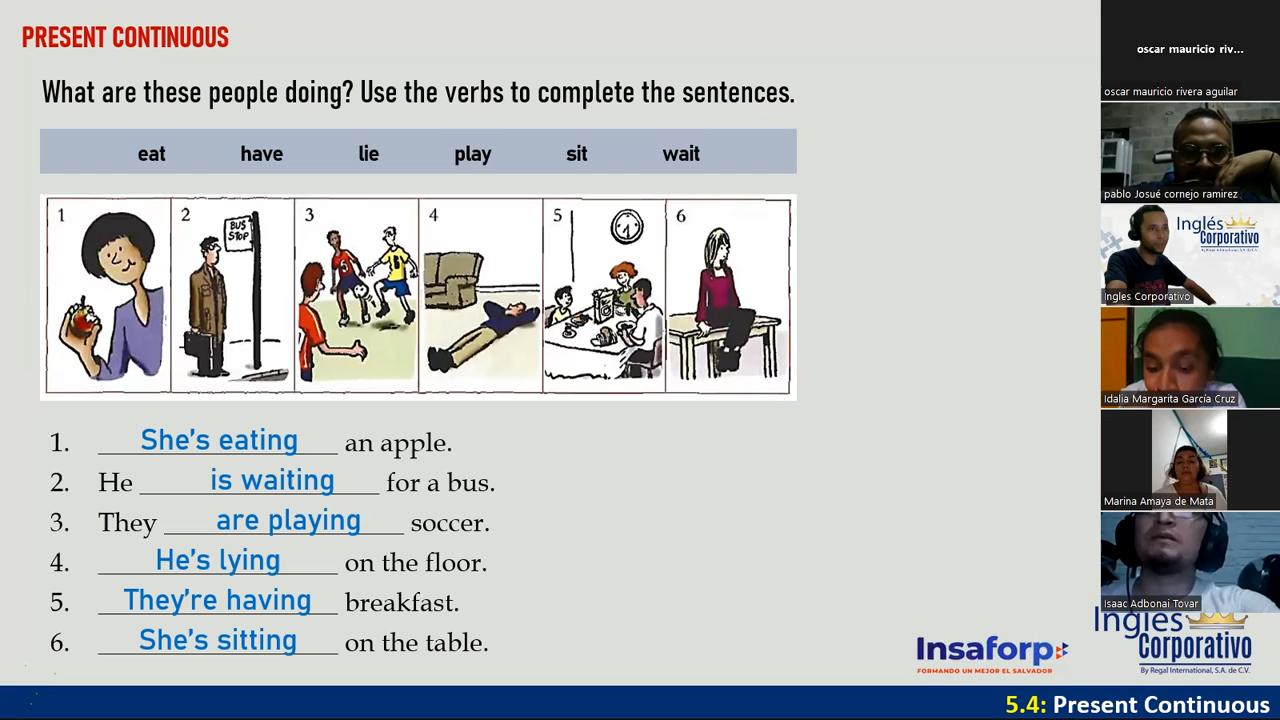 PRESENT CONTINUOUS
What are these people doing? Use the verbs to complete the sentences.
eat have lie play sit wait
1 2 3 4 5 6
BUS
STOP
1
1. She's eating an apple.
2. He is waiting for a bus.
3. They are playing soccer.
4. He's lying on the floor.
5. They're having breakfast.
6. She's sitting on the table.
oscar mauricio riv...
oscar mauricio rivera aguilar
pablo Josué cornejo ramirez
Inglés
Corporativo
Ingles Corporativo
Idalia Margarita García Cruz
Marina Amaya de Mata
Isaac Adbonai Tovar
Insaforp
FORMANDO UN MEJOR EL SALVADOR
Inglés
Corporativo
By Regal International, S.A. de C.V.
5.4: Present Continuous